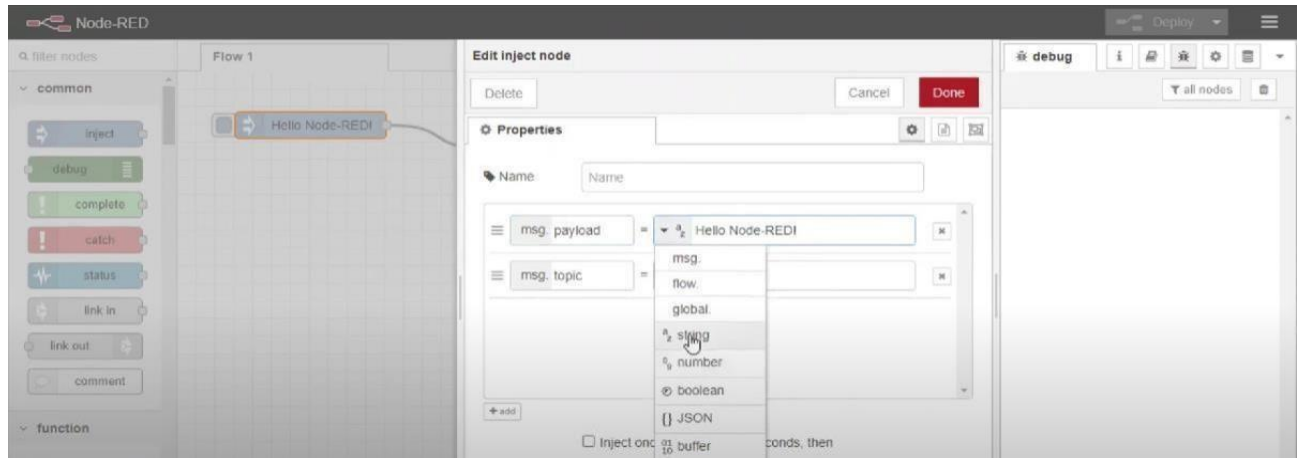 Node-RED
Deploy
filter nodes
Flow 1
Edit inject node
debug
i
common
Delete
Cancel
Done
all nodes
inject
Hello Node-RED!
Properties
debug
Name
Name
complete
msg. payload
=
Hello Node-RED!
catch
msg.
status
msg. topic
=
flow.
link in
global.
string
link out
number
comment
boolean
+ add
{} JSON
function
Inject onc
buffer
conds, then